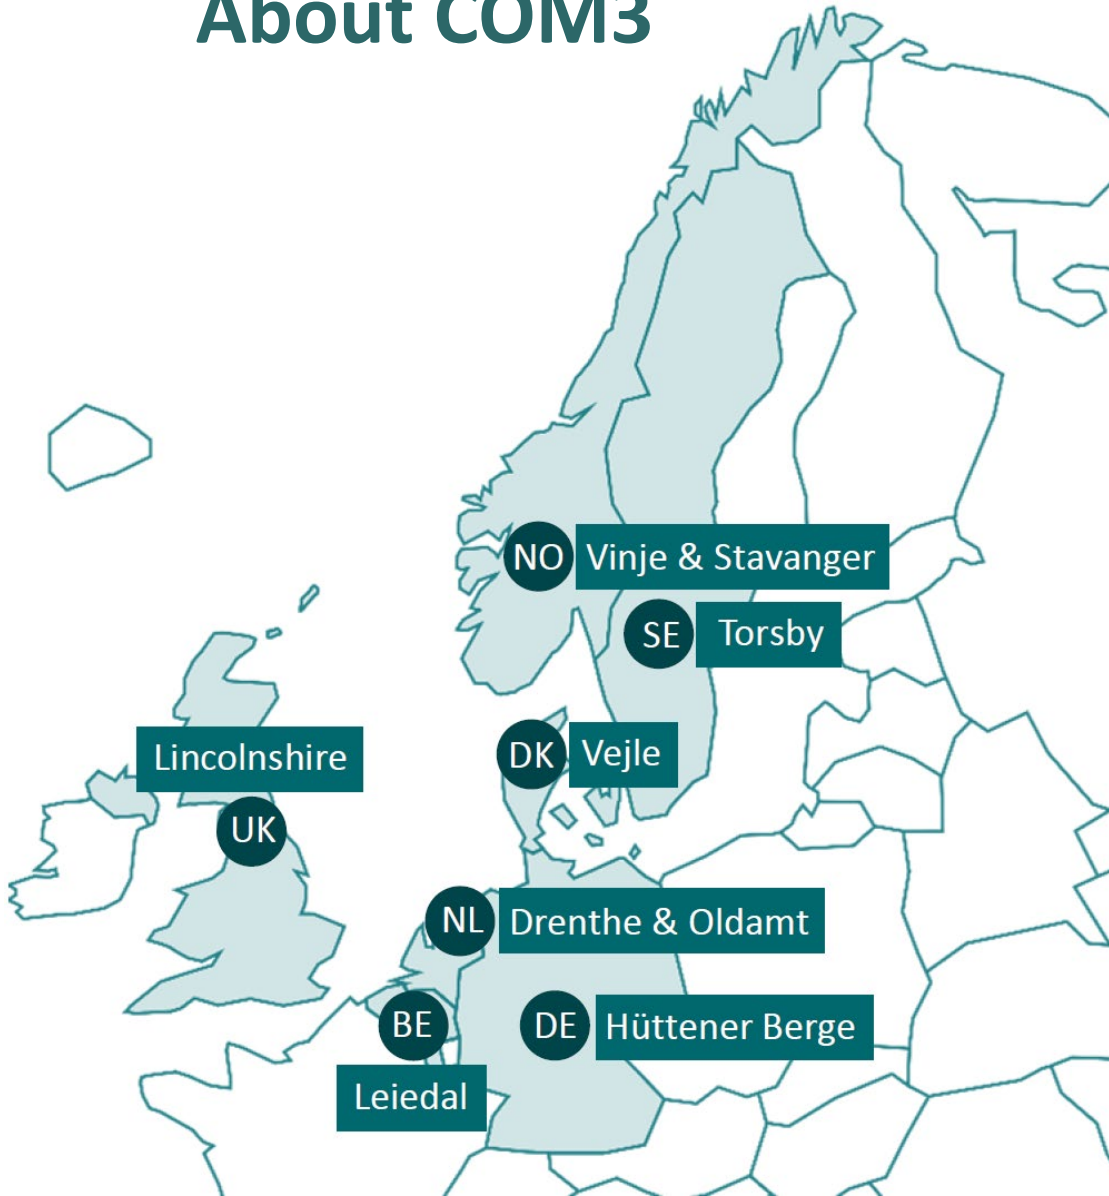 About COM3
NO Vinje & Stavanger
SE Torsby
DK Vejle
Lincolnshire
UK
NL Drenthe & Oldamt
BE
DE Hüttener Berge
Leiedal